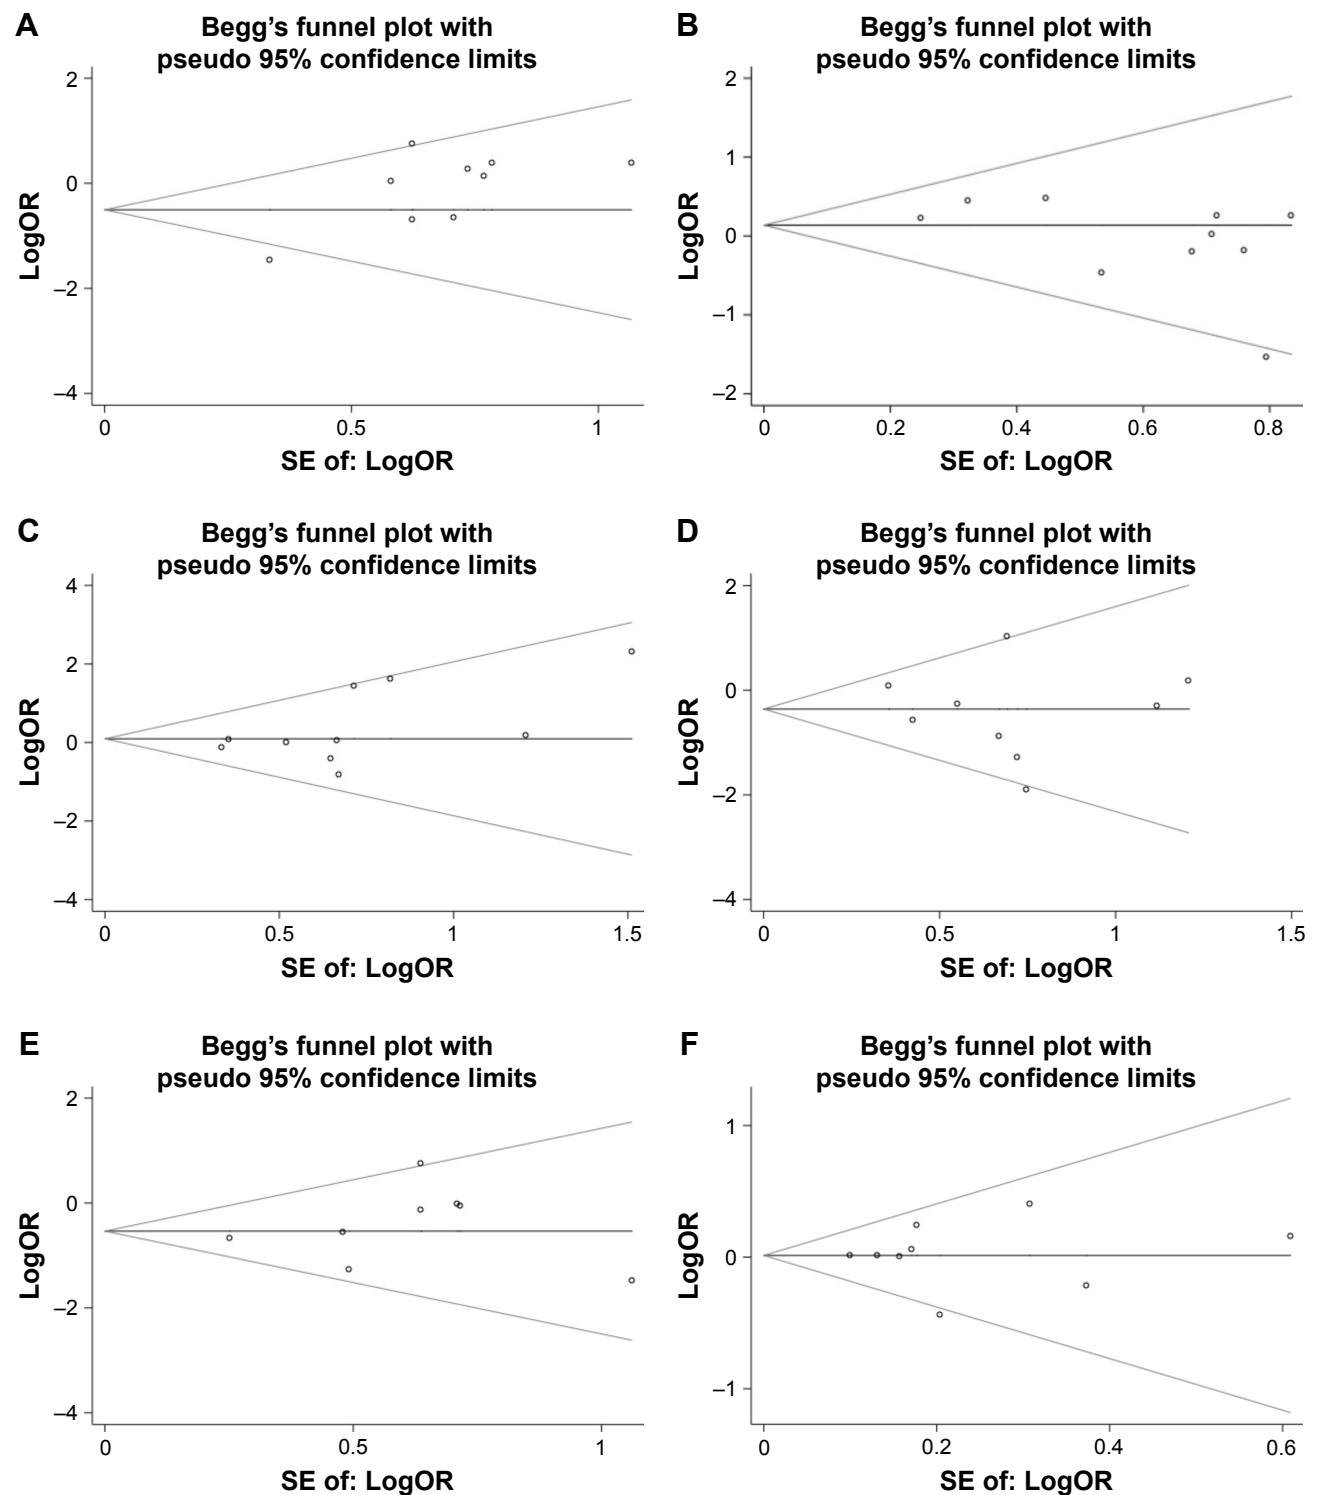 A
Begg’s funnel plot with
pseudo 95% confidence limits
2
0
–2
–4
LogOR
0 0.5 1
SE of: LogOR
B
Begg’s funnel plot with
pseudo 95% confidence limits
2
1
0
–1
–2
LogOR
0 0.2 0.4 0.6 0.8
SE of: LogOR
C
Begg’s funnel plot with
pseudo 95% confidence limits
4
2
0
–2
–4
LogOR
0 0.5 1 1.5
SE of: LogOR
D
Begg’s funnel plot with
pseudo 95% confidence limits
2
0
–2
–4
LogOR
0 0.5 1 1.5
SE of: LogOR
E
Begg’s funnel plot with
pseudo 95% confidence limits
2
0
–2
–4
LogOR
0 0.5 1
SE of: LogOR
F
Begg’s funnel plot with
pseudo 95% confidence limits
1
0
–1
LogOR
0 0.2 0.4 0.6
SE of: LogOR